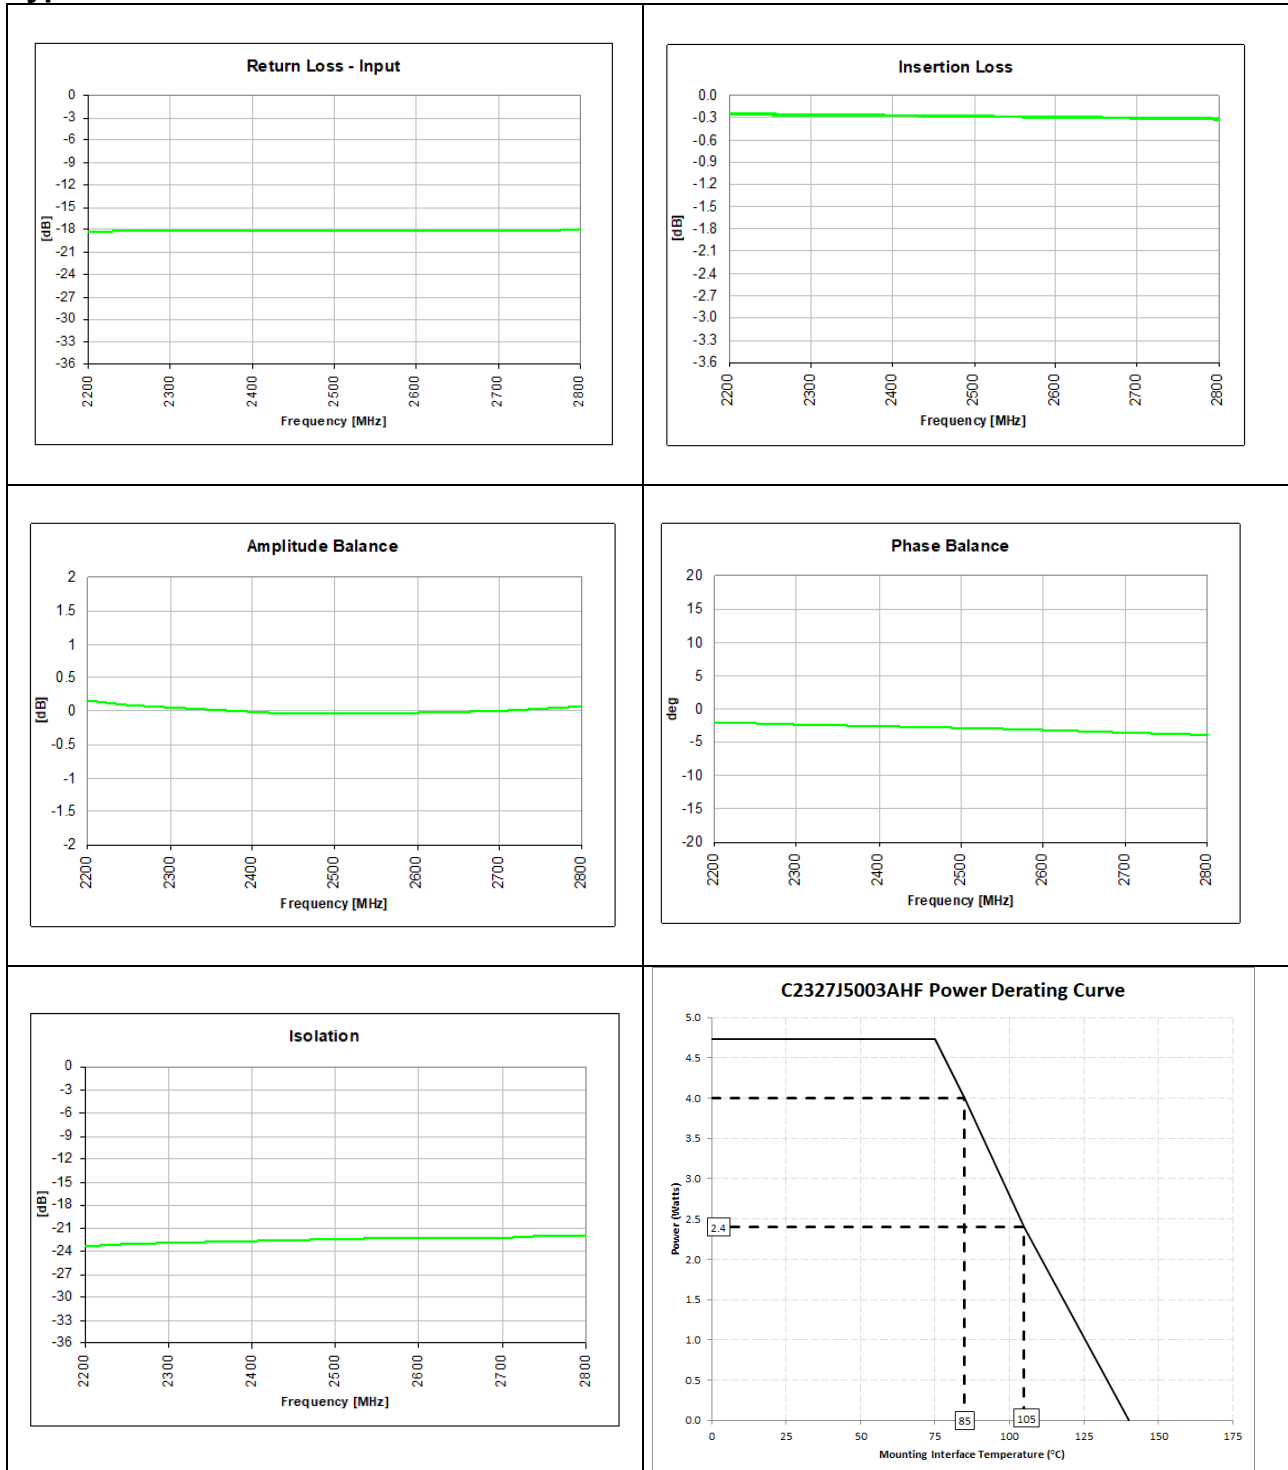 Return Loss - Input
0
-3
-6
-9
-12
-15
-18
-21
-24
-27
-30
-33
-36
[dB]
2200 2300 2400 2500 2600 2700 2800
Frequency [MHz]
Insertion Loss
0.0
-0.3
-0.6
-0.9
-1.2
-1.5
-1.8
-2.1
-2.4
-2.7
-3.0
-3.3
-3.6
[dB]
2200 2300 2400 2500 2600 2700 2800
Frequency [MHz]
Amplitude Balance
2
1.5
1
0.5
0
-0.5
-1
-1.5
-2
[dB]
2200 2300 2400 2500 2600 2700 2800
Frequency [MHz]
Phase Balance
20
15
10
5
0
-5
-10
-15
-20
deg
2200 2300 2400 2500 2600 2700 2800
Frequency [MHz]
Isolation
0
-3
-6
-9
-12
-15
-18
-21
-24
-27
-30
-33
-36
[dB]
2200 2300 2400 2500 2600 2700 2800
Frequency [MHz]
C2327J5003AHF Power Derating Curve
5.0
4.5
4.0
3.5
3.0
2.5
2.4
2.0
1.5
1.0
0.5
0.0
Power (Watts)
85 105
0 25 50 75 100 125 150 175
Mounting Interface Temperature (°C)